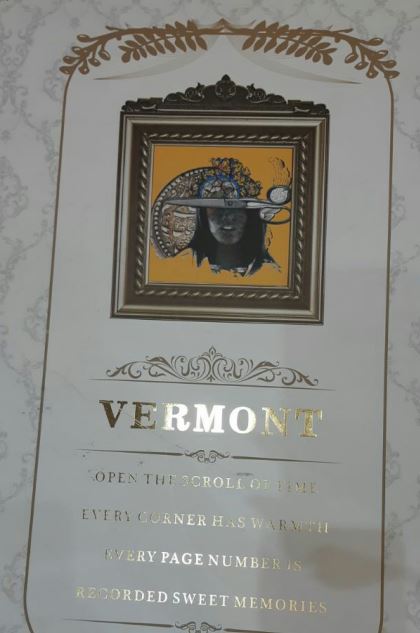 VERMONT
OPEN THE SCROLL OF TIME
EVERY CORNER HAS WARMTH
EVERY PAGE NUMBER IS
RECORDED SWEET MEMORIES